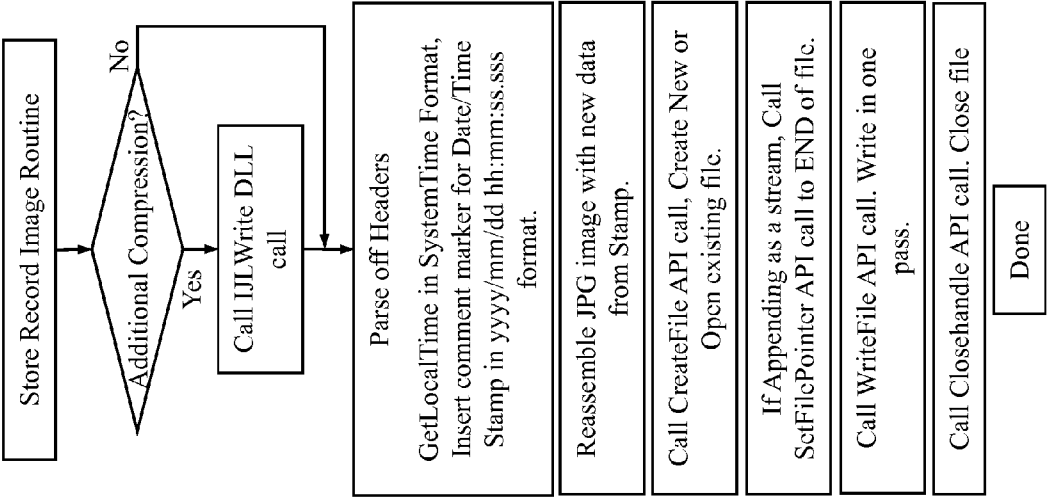 Store Record Image Routine
Additional Compression?
No
Yes
Call IJLWrite DLL
call
Parse off Headers
GetLocalTime in SystemTime Format,
Insert comment marker for Date/Time
Stamp in yyyy/mm/dd hh:mm:ss.sss
format.
Reassemble JPG image with new data
from Stamp.
Call CreateFile API call, Create New or
Open existing file.
If Appending as a stream, Call
SetFilePointer API call to END of file.
Call WriteFile API call. Write in one
pass.
Call Closehandle API call. Close file
Done